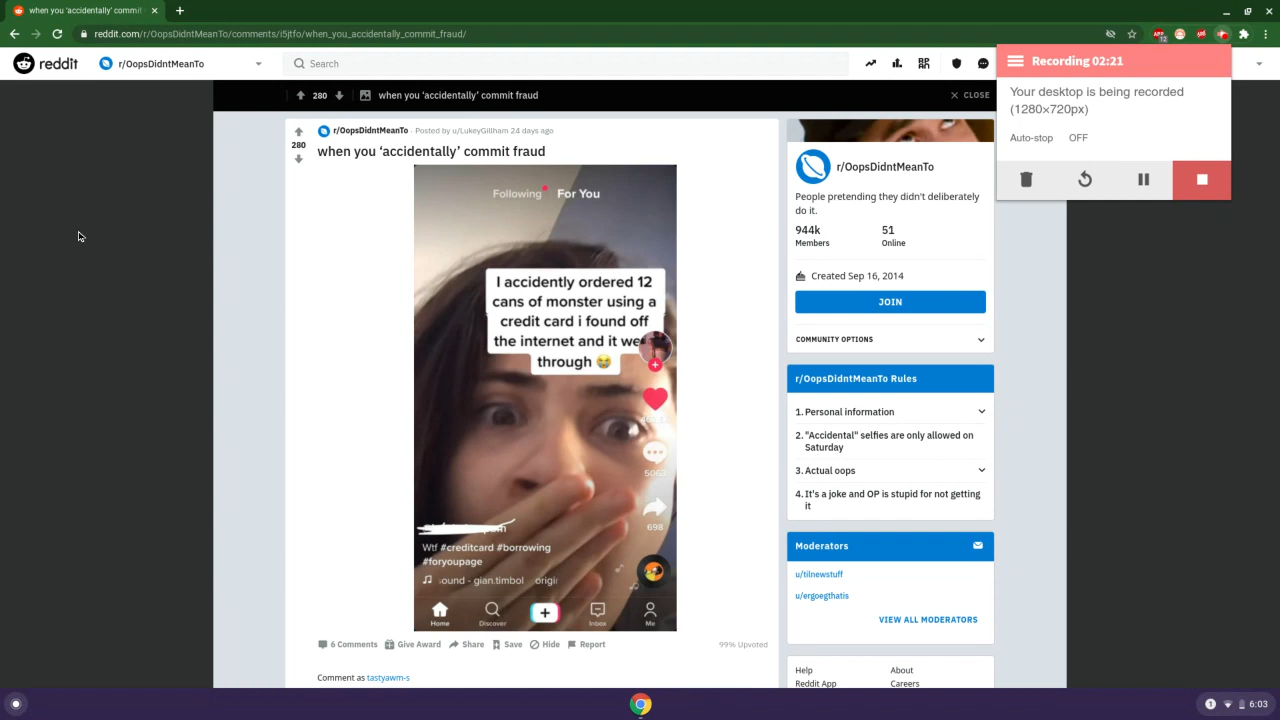 when you 'accidentally' commit
reddit.com/r/OopsDidntMeanTo/comments/i5jtfo/when_you_accidentally_commit_fraud/
reddit
r/OopsDidntMeanTo
Search
Recording 02:21
Your desktop is being recorded
(1280×720px)
Auto-stop OFF
280
when you 'accidentally' commit fraud
CLOSE
r/OopsDidntMeanTo · Posted by u/LukeyGillham 24 days ago
280
when you 'accidentally' commit fraud
Following For You
I accidently ordered 12
cans of monster using a
credit card i found off
the internet and it we
through 😭
698
Wtf #creditcard #borrowing
#foryoupage
sound - gian.timbol origi
Home
Discover
Inbox
Me
6 Comments
Give Award
Share
Save
Hide
Report
99% Upvoted
Comment as tastyawm-s
r/OopsDidntMeanTo
People pretending they didn't deliberately
do it.
944k
51
Members
Online
Created Sep 16, 2014
JOIN
COMMUNITY OPTIONS
r/OopsDidntMeanTo Rules
1. Personal information
2. "Accidental" selfies are only allowed on
Saturday
3. Actual oops
4. It's a joke and OP is stupid for not getting
it
Moderators
u/tilnewstuff
u/ergoegthatis
VIEW ALL MODERATORS
Help
About
Reddit App
Careers
1
6:03